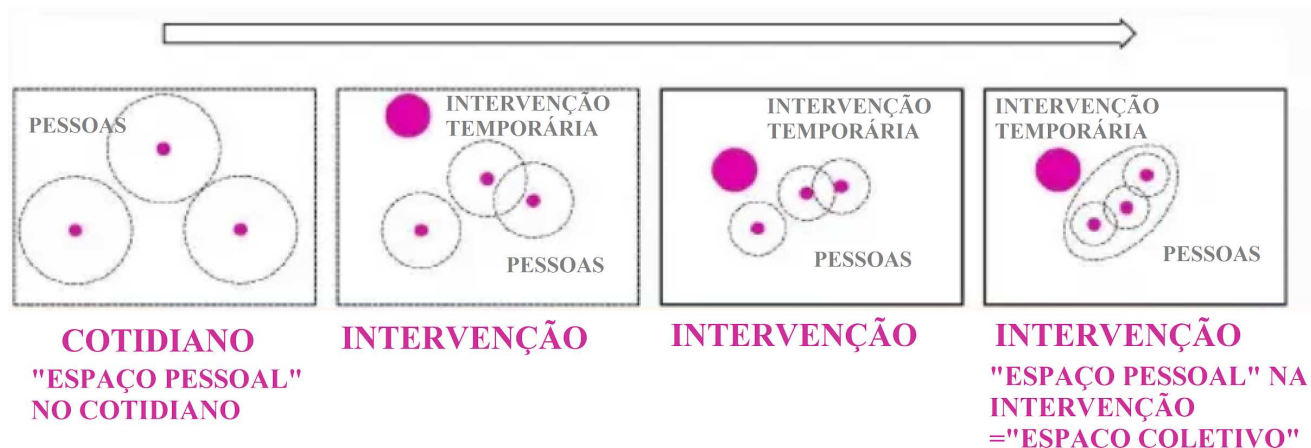 PESSOAS
INTERVENÇÃO
TEMPORÁRIA
PESSOAS
INTERVENÇÃO
TEMPORÁRIA
PESSOAS
INTERVENÇÃO
TEMPORÁRIA
PESSOAS
COTIDIANO
"ESPAÇO PESSOAL"
NO COTIDIANO
INTERVENÇÃO
INTERVENÇÃO
INTERVENÇÃO
"ESPAÇO PESSOAL" NA
INTERVENÇÃO
="ESPAÇO COLETIVO"